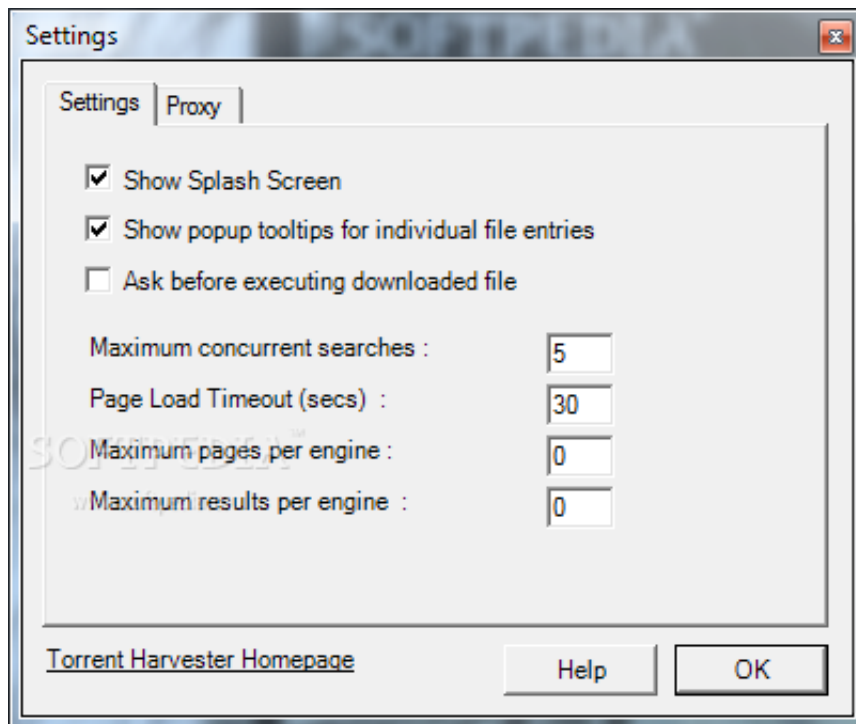 SOFTPEDIA
Settings
Settings
Proxy
Show Splash Screen
Show popup tooltips for individual file entries
Ask before executing downloaded file
Maximum concurrent searches :
5
Page Load Timeout (secs) :
30
SOFTPEDIA™
Maximum pages per engine :
0
Maximum results per engine :
0
Torrent Harvester Homepage
Help
OK